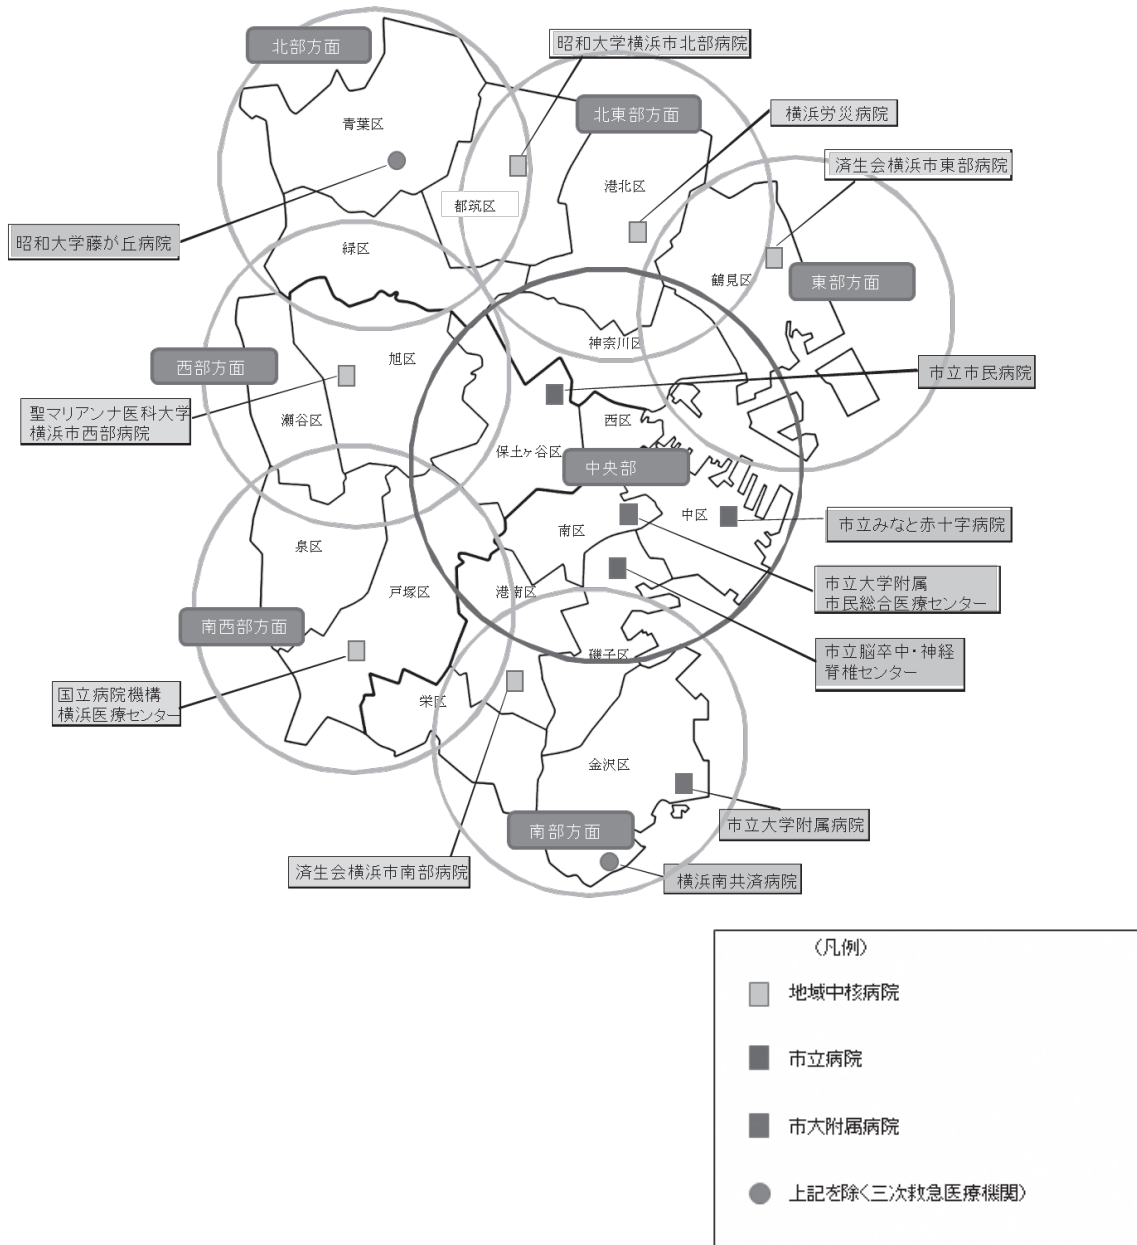 北部方面
昭和大学横浜市北部病院
北東部方面
横浜労災病院
青葉区
済生会横浜市東部病院
港北区
都筑区
昭和大学藤が丘病院
緑区
鶴見区
東部方面
神奈川区
西部方面
旭区
市立市民病院
聖マリアンナ医科大学
横浜市西部病院
瀬谷区
西区
保土ヶ谷区
中央部
中区
市立みなと赤十字病院
南区
泉区
市立大学附属
市民総合医療センター
戸塚区
港南区
南西部方面
市立脳卒中・神経
脊椎センター
磯子区
国立病院機構
横浜医療センター
栄区
金沢区
市立大学附属病院
南部方面
済生会横浜市南部病院
横浜南共済病院
(凡例)
地域中核病院
市立病院
市大附属病院
上記を除く三次救急医療機関)